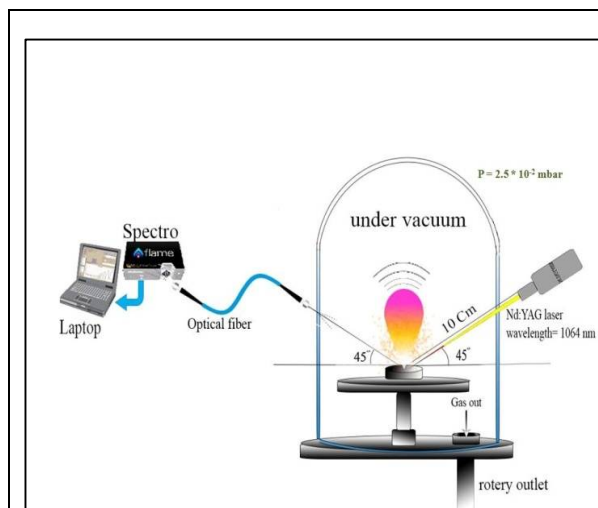 P = 2.5 * 10⁻² mbar
under vacuum
Spectro
flame
Laptop
Optical fiber
10 Cm
Nd:YAG laser
wavelength= 1064 nm
45°
45°
Gas out
rotery outlet